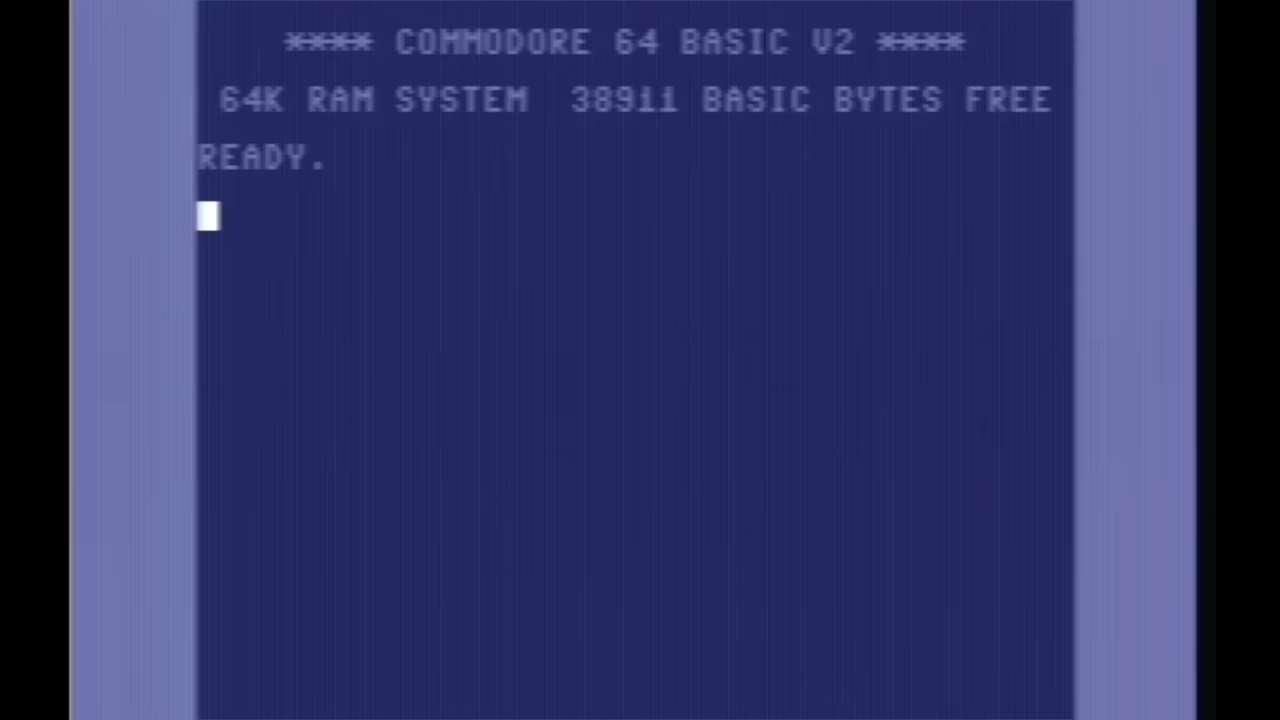 **** COMMODORE 64 BASIC V2 ****
64K RAM SYSTEM  38911 BASIC BYTES FREE
READY.